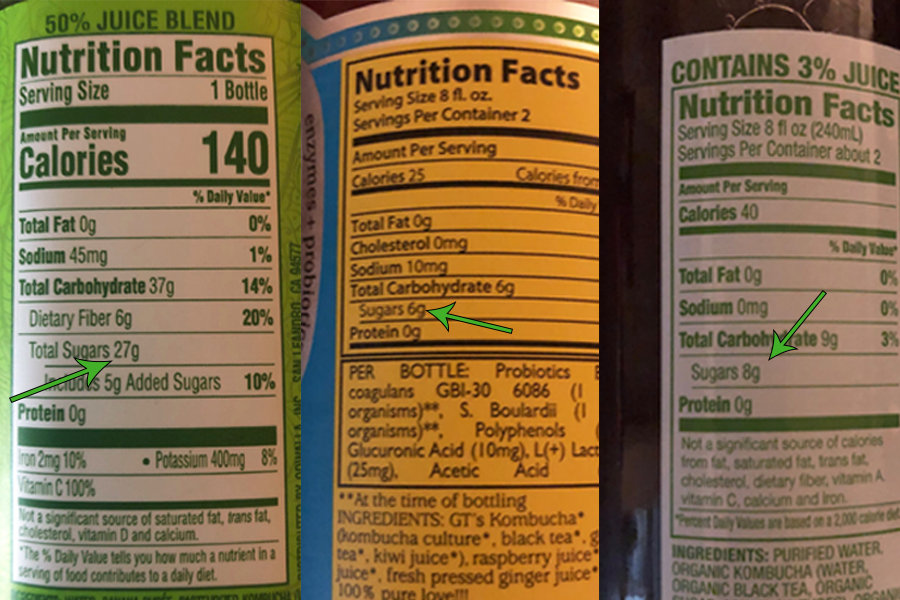 50% JUICE BLEND
Nutrition Facts
Serving Size 1 Bottle
Amount Per Serving
Calories 140
% Daily Value*
Total Fat 0g 0%
Sodium 45mg 1%
Total Carbohydrate 37g 14%
Dietary Fiber 6g 20%
Total Sugars 27g
Includes 5g Added Sugars 10%
Protein 0g
Iron 2mg 10% • Potassium 400mg 8%
Vitamin C 100%
Not a significant source of saturated fat, trans fat,
cholesterol, vitamin D and calcium.
*The % Daily Value tells you how much a nutrient in a
serving of food contributes to a daily diet.
SAN LEANDRO, CA 94577
enzymes + probiotic
Nutrition Facts
Serving Size 8 fl. oz.
Servings Per Container 2
Amount Per Serving
Calories 25 Calories from
% Daily
Total Fat 0g
Cholesterol 0mg
Sodium 10mg
Total Carbohydrate 6g
Sugars 6g
Protein 0g
PER BOTTLE: Probiotics
coagulans GBI-30 6086 (1
organisms)**, S. Boulardii (1
organisms)**, Polyphenols
Glucuronic Acid (10mg), L(+) Lact
(25mg), Acetic Acid
**At the time of bottling
INGREDIENTS: GT's Kombucha*
(kombucha culture*, black tea*, g
tea*, kiwi juice*), raspberry juice*
juice*, fresh pressed ginger juice*
100% pure love!!!
CONTAINS 3% JUICE
Nutrition Facts
Serving Size 8 fl oz (240mL)
Servings Per Container about 2
Amount Per Serving
Calories 40
% Daily Value*
Total Fat 0g 0%
Sodium 0mg 0%
Total Carbohydrate 9g 3%
Sugars 8g
Protein 0g
Not a significant source of calories
from fat, saturated fat, trans fat,
cholesterol, dietary fiber, vitamin A,
vitamin C, calcium and iron.
*Percent Daily Values are based on a 2,000 calorie diet.
INGREDIENTS: PURIFIED WATER,
ORGANIC KOMBUCHA (WATER,
ORGANIC BLACK TEA, ORGANIC